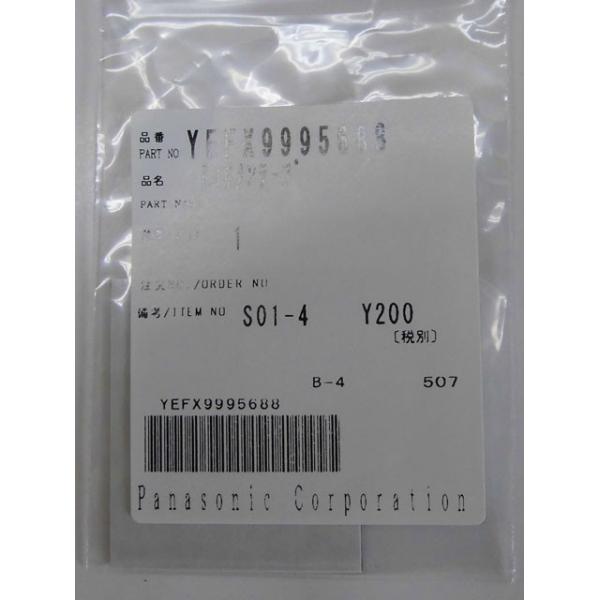 品番
PART NO YEFX9995688
品名
PART
1
注文NO./ORDER NO
備考/ITEM NO S01-4 Y200
〔税別〕
B-4 507
YEFX9995688
Panasonic Corporation